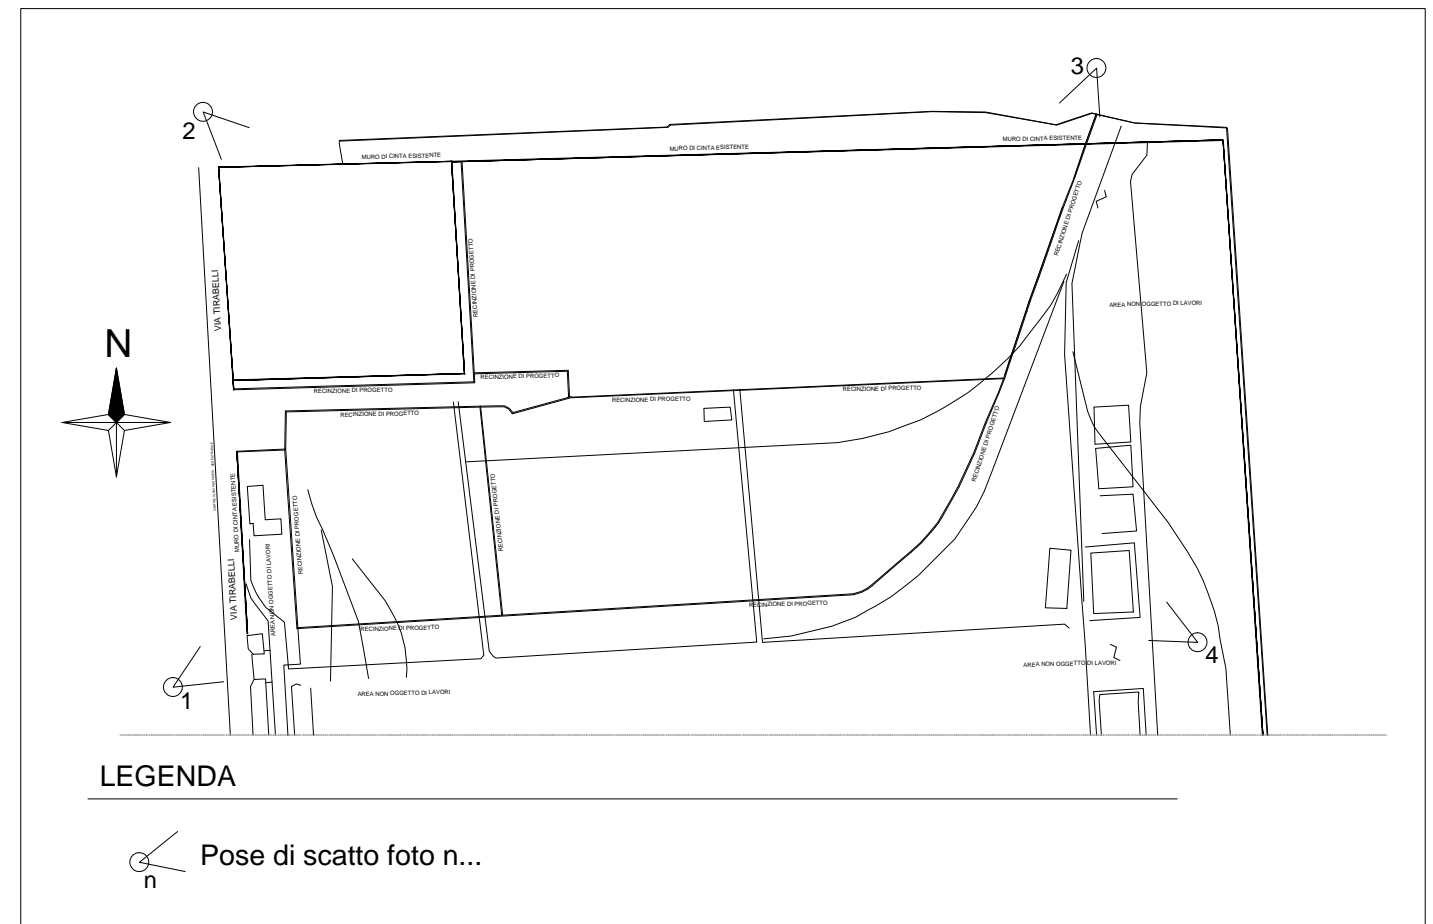 3
2
MURO DI CINTA ESISTENTE
MURO DI CINTA ESISTENTE
MURO DI CINTA ESISTENTE
RECINZIONE DI PROGETTO
RECINZIONE DI PROGETTO
VIA TIRABELLI
AREA NON OGGETTO DI LAVORI
N
RECINZIONE DI PROGETTO
RECINZIONE DI PROGETTO
RECINZIONE DI PROGETTO
RECINZIONE DI PROGETTO
RECINZIONE DI PROGETTO
RECINZIONE DI PROGETTO
MURO DI CINTA ESISTENTE
RECINZIONE DI PROGETTO
RECINZIONE DI PROGETTO
VIA TIRABELLI
AREA NON OGGETTO DI LAVORI
RECINZIONE DI PROGETTO
RECINZIONE DI PROGETTO
4
AREA NON OGGETTO DI LAVORI
1
AREA NON OGGETTO DI LAVORI
LEGENDA
Pose di scatto foto n...
n